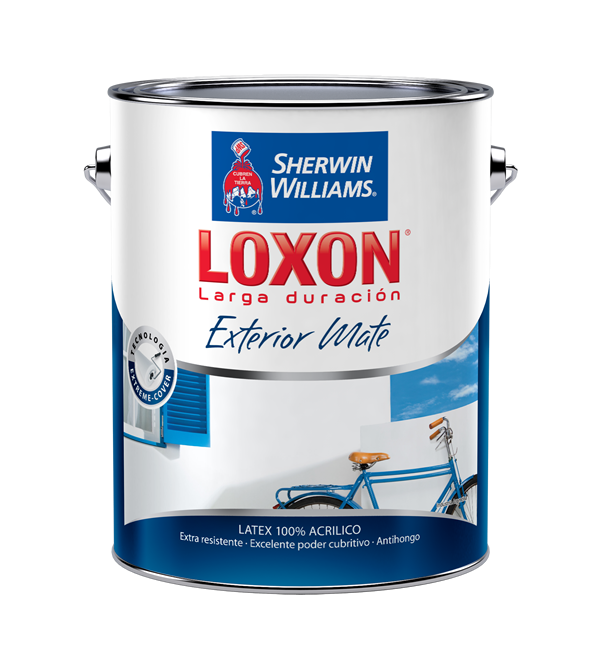 CUBREN
LA
TIERRA
SHERWIN
WILLIAMS®
LOXON®
Larga duración
Exterior Mate
TECNOLOGÍA
EXTREME-COVER
LATEX 100% ACRILICO
Extra resistente · Excelente poder cubritivo · Antihongo